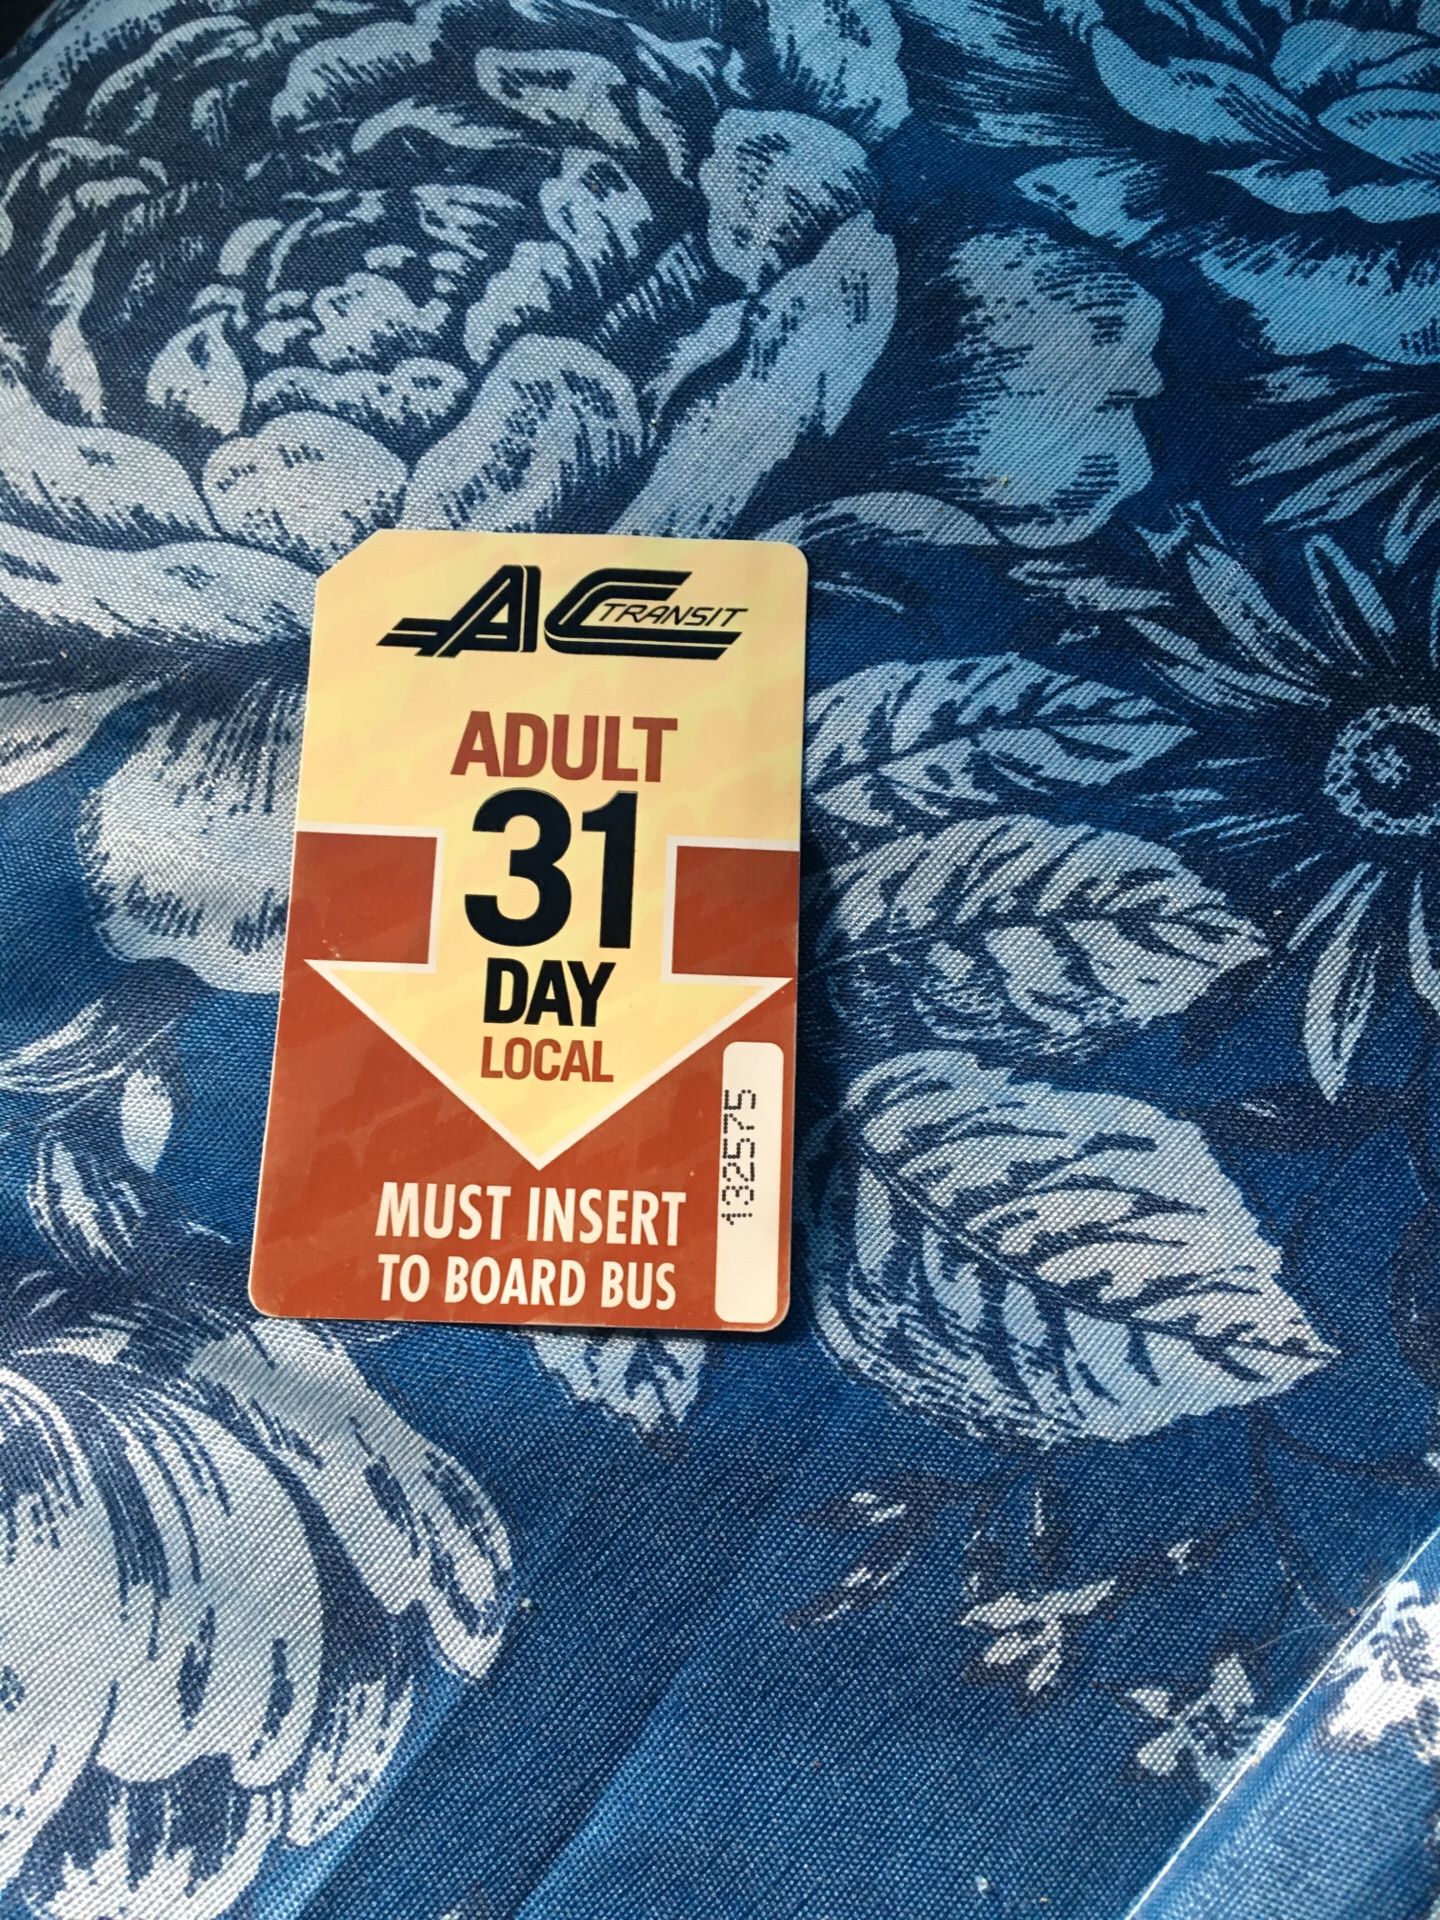 AC TRANSIT
ADULT
31
DAY
LOCAL
MUST INSERT
TO BOARD BUS
132575